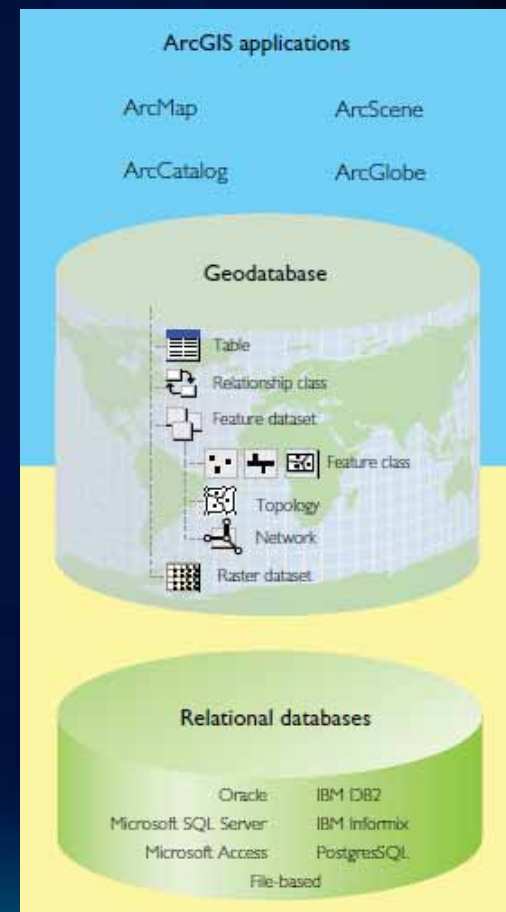 ArcGIS applications
ArcMap ArcScene
ArcCatalog ArcGlobe
Geodatabase
Table
Relationship class
Feature dataset
Feature class
Topology
Network
Raster dataset
Relational databases
Oracle IBM DB2
Microsoft SQL Server IBM Informix
Microsoft Access PostgresSQL
File-based